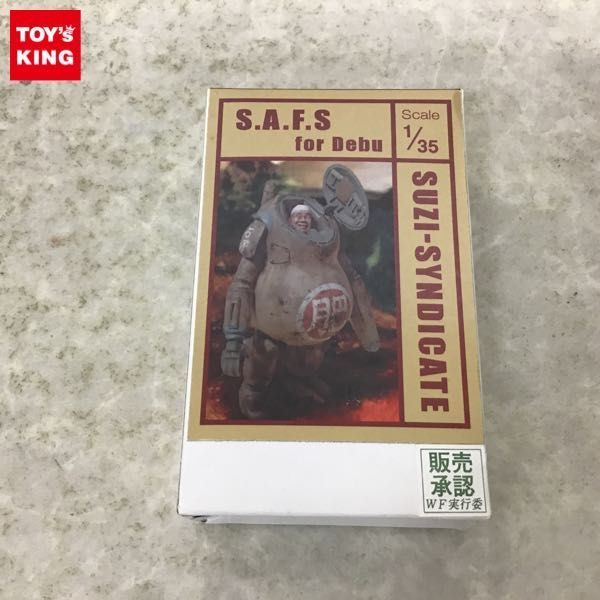 TOY's
KING
S.A.F.S
for Debu
Scale
1/35
SUZI-SYNDICATE
販売
承認
WF実行委